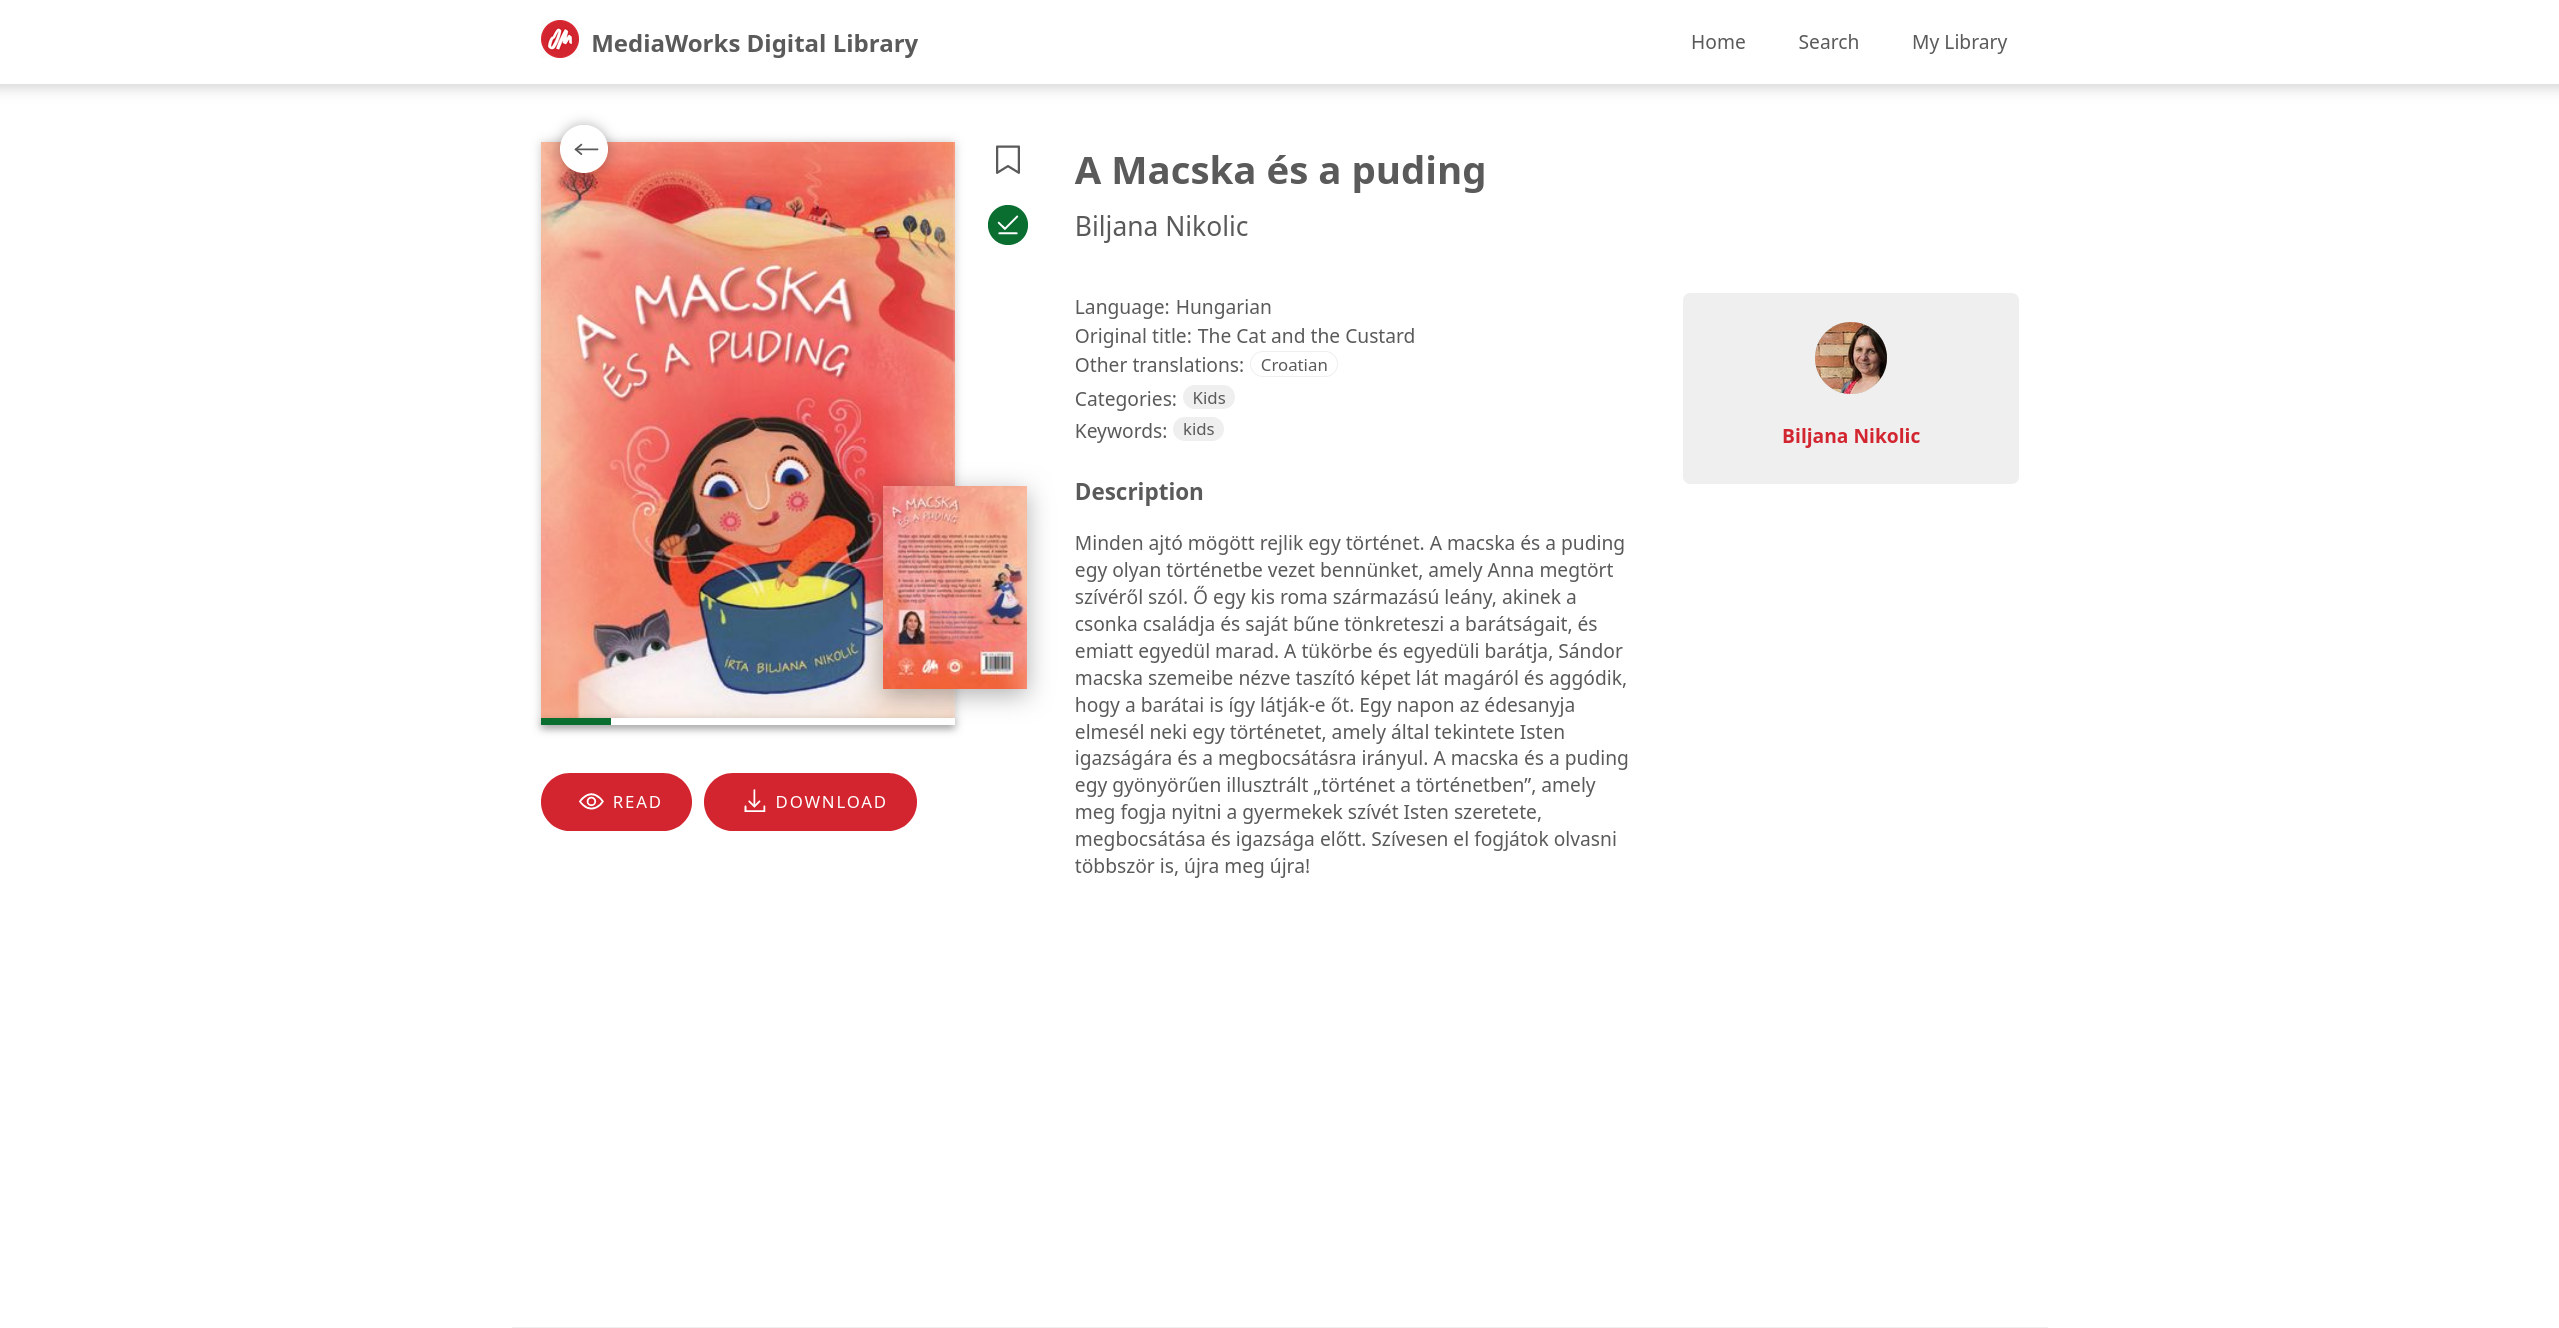 MediaWorks Digital Library
Home
Search
My Library
A Macska és a puding
Biljana Nikolic
A MACSKA
ÉS A PUDING
ÍRTA BILJANA NIKOLIČ
A MACSKA
ÉS A PUDING
READ
DOWNLOAD
Language: Hungarian
Original title: The Cat and the Custard
Other translations: Croatian
Categories: Kids
Keywords: kids
Description
Minden ajtó mögött rejlik egy történet. A macska és a puding
egy olyan történetbe vezet bennünket, amely Anna megtört
szívéről szól. Ő egy kis roma származású leány, akinek a
csonka családja és saját bűne tönkreteszi a barátságait, és
emiatt egyedül marad. A tükörbe és egyedüli barátja, Sándor
macska szemeibe nézve taszító képet lát magáról és aggódik,
hogy a barátai is így látják-e őt. Egy napon az édesanyja
elmesél neki egy történetet, amely által tekintete Isten
igazságára és a megbocsátásra irányul. A macska és a puding
egy gyönyörűen illusztrált „történet a történetben”, amely
meg fogja nyitni a gyermekek szívét Isten szeretete,
megbocsátása és igazsága előtt. Szívesen el fogjátok olvasni
többször is, újra meg újra!
Biljana Nikolic